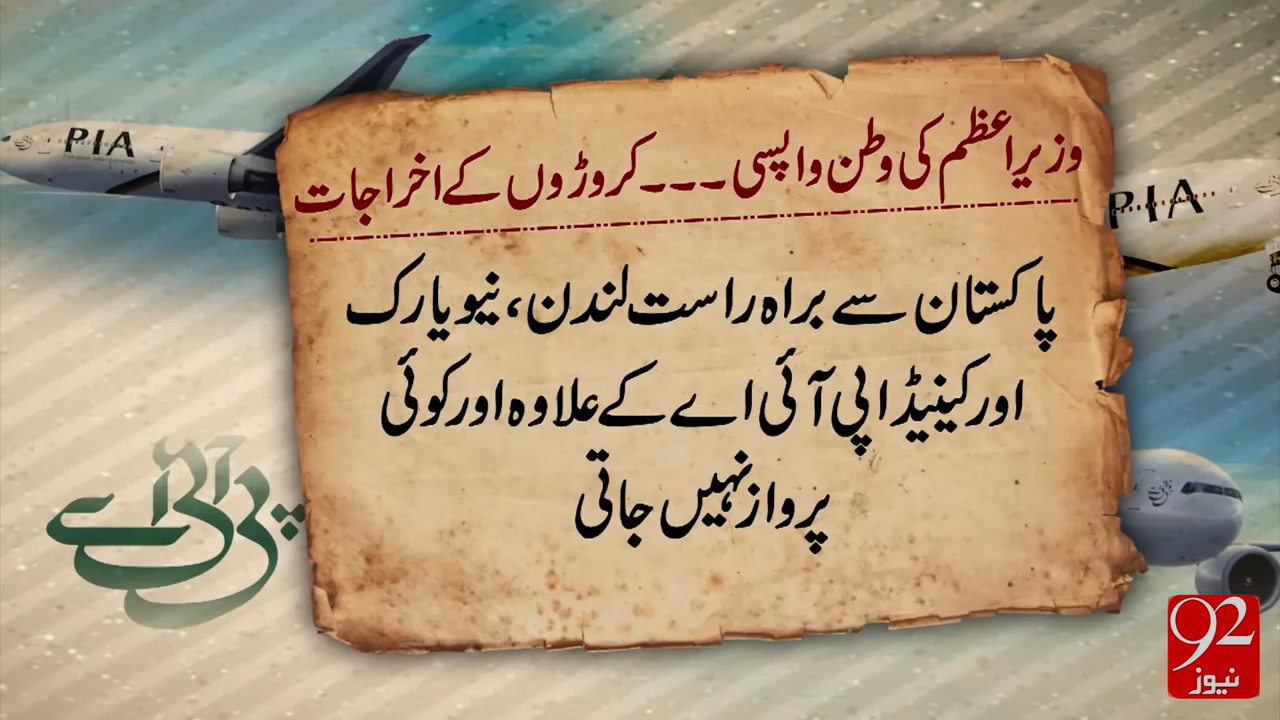 وزیراعظم کی وطن واپسی ۔۔۔ کروڑوں کے اخراجات
پاکستان سے براہ راست لندن، نیویارک
اور کینیڈا پی آئی اے کے علاوہ اور کوئی
پرواز نہیں جاتی
PIA
PIA
پی آئی اے
92
نیوز